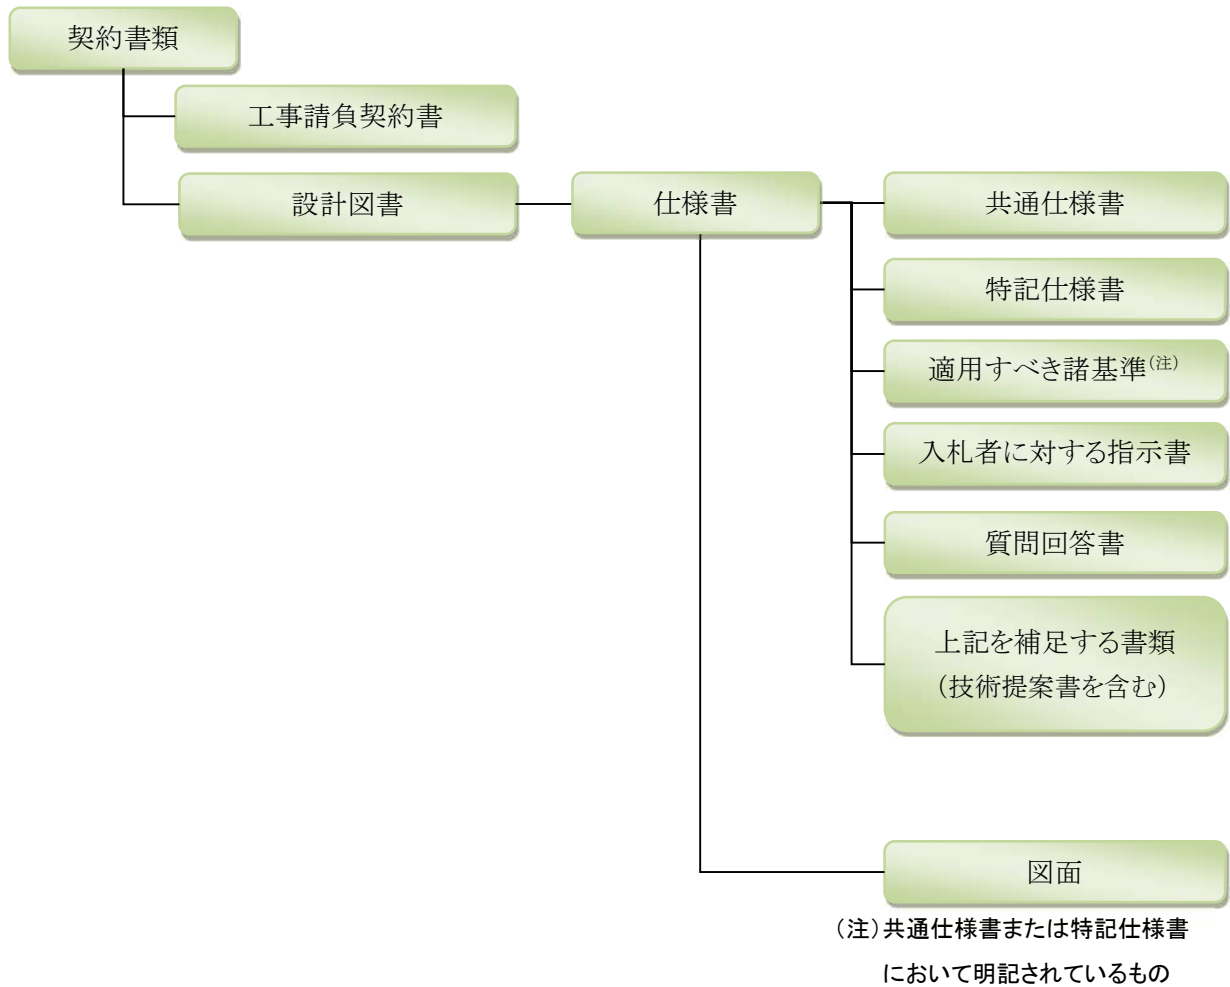 契約書類
工事請負契約書
設計図書
仕様書
共通仕様書
特記仕様書
適用すべき諸基準(注)
入札者に対する指示書
質問回答書
上記を補足する書類
(技術提案書を含む)
図面
(注)共通仕様書または特記仕様書
において明記されているもの